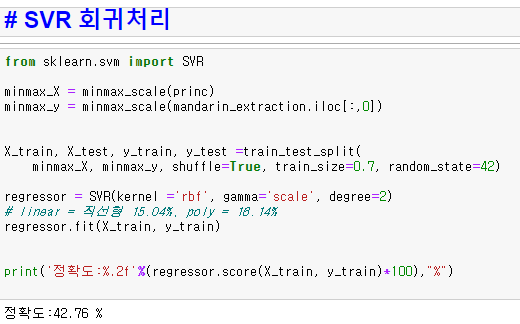 # SVR 회귀처리
from sklearn.svm import SVR
minmax_X = minmax_scale(princ)
minmax_y = minmax_scale(mandarin_extraction.iloc[:,0])
X_train, X_test, y_train, y_test =train_test_split(
minmax_X, minmax_y, shuffle=True, train_size=0.7, random_state=42)
regressor = SVR(kernel ='rbf', gamma='scale', degree=2)
# linear = 직선형 15.04%, poly = 18.14%
regressor.fit(X_train, y_train)
print('정확도:%.2f'%(regressor.score(X_train, y_train)*100),"%")
정확도:42.76 %